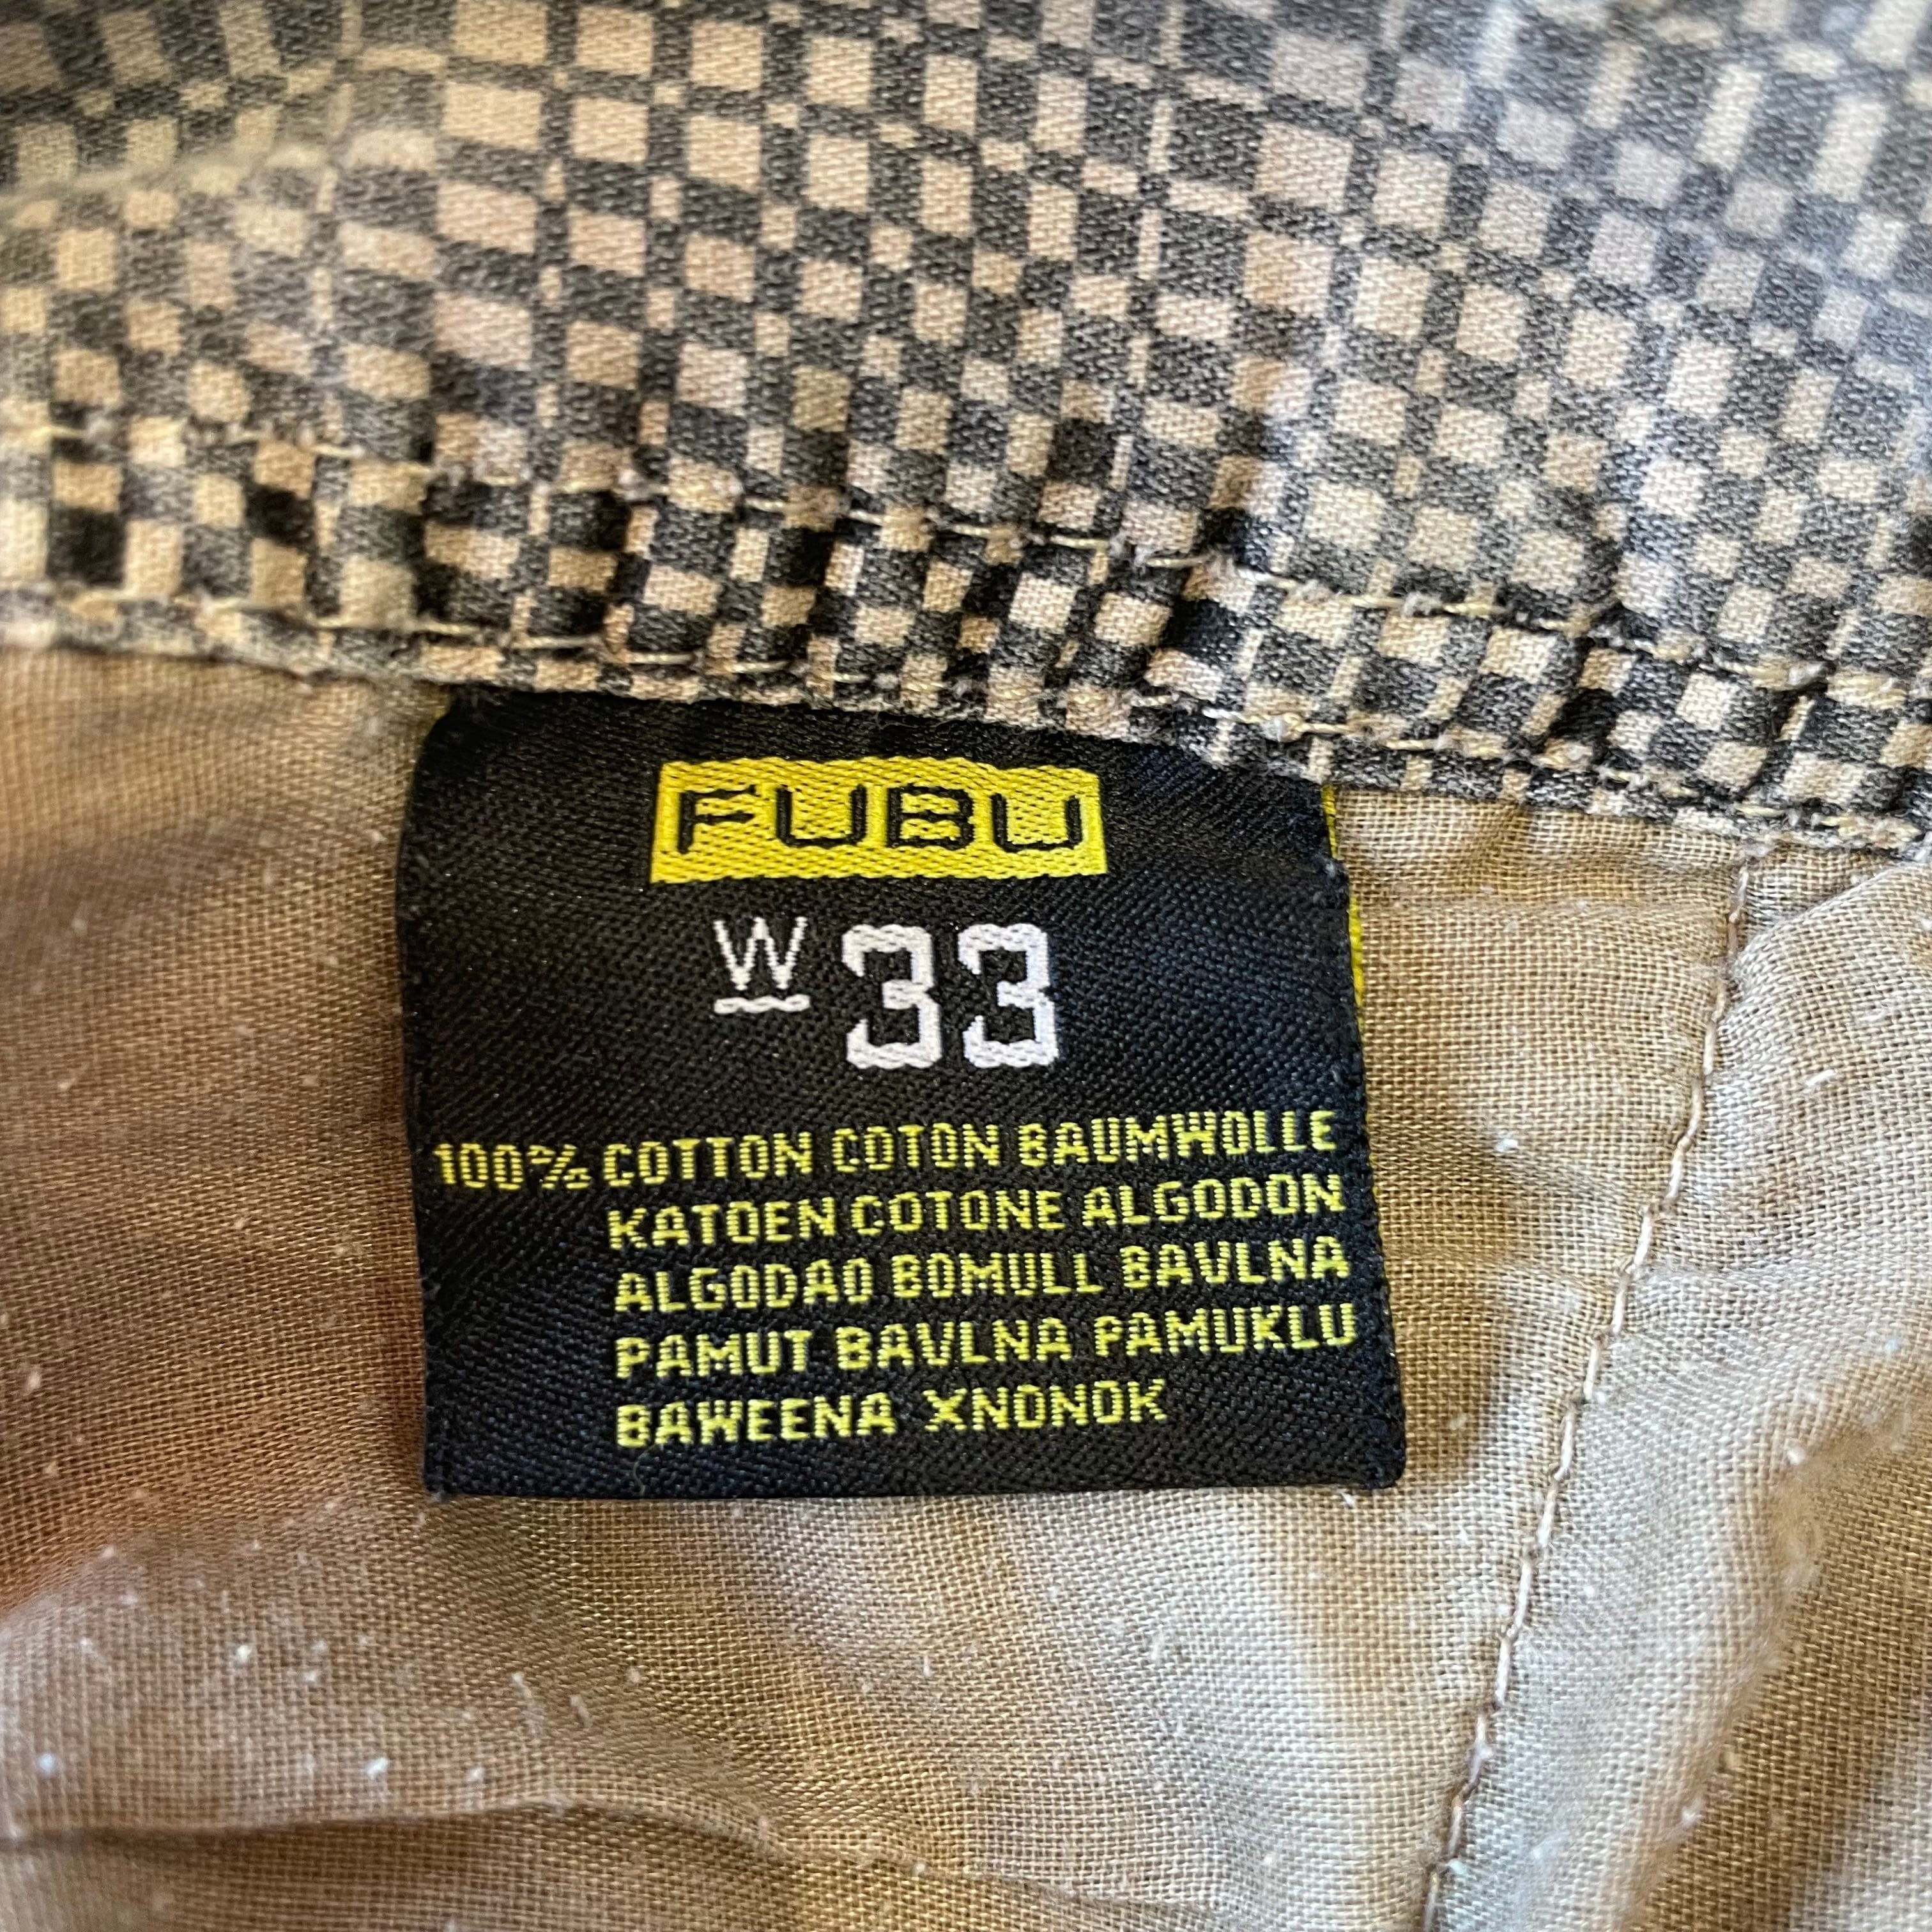 FUBU
W 33
100% COTTON COTON BAUMWOLLE
KATOEN COTONE ALGODON
ALGODAO BOMULL BAVLNA
PAMUT BAVLNA PAMUKLU
BAWEENA XNONOK